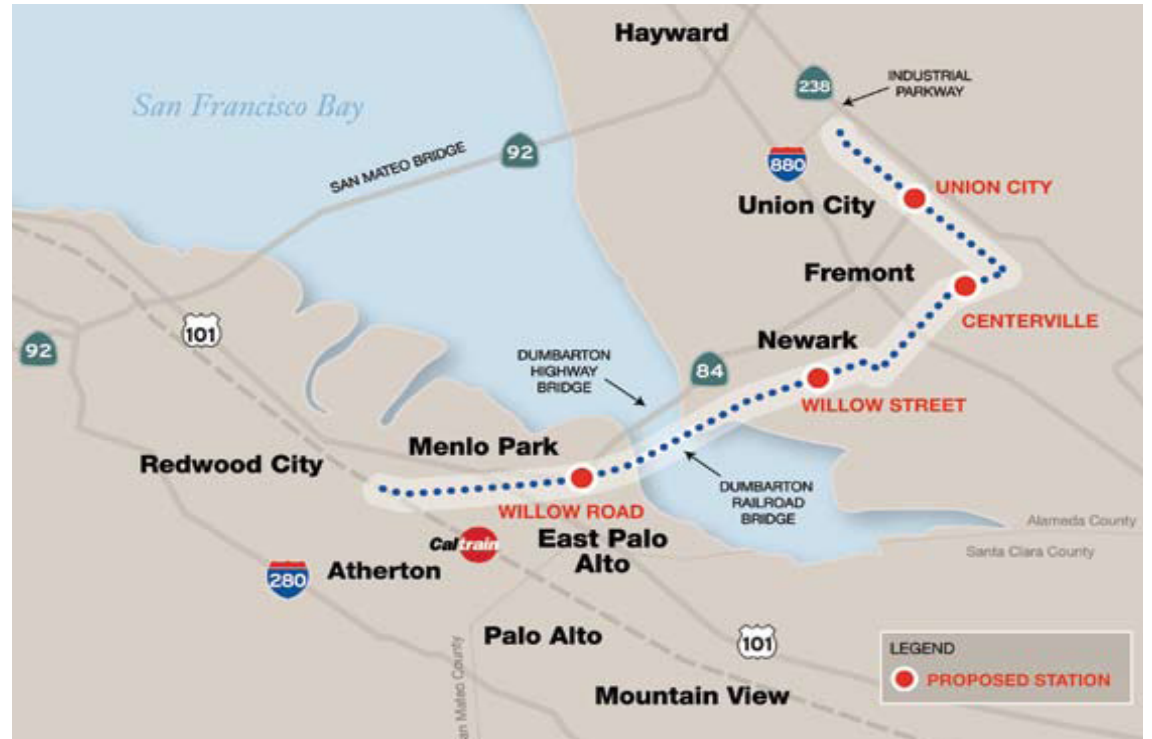 Hayward
238
INDUSTRIAL
PARKWAY
San Francisco Bay
SAN MATEO BRIDGE
92
880
Union City
UNION CITY
Fremont
CENTERVILLE
101
92
Newark
DUMBARTON
HIGHWAY
BRIDGE
84
WILLOW STREET
Menlo Park
Redwood City
DUMBARTON
RAILROAD
BRIDGE
WILLOW ROAD
Alameda County
Santa Clara County
Caltrain
East Palo
Alto
280
Atherton
Palo Alto
101
an Mateo County
Mountain View
LEGEND
PROPOSED STATION